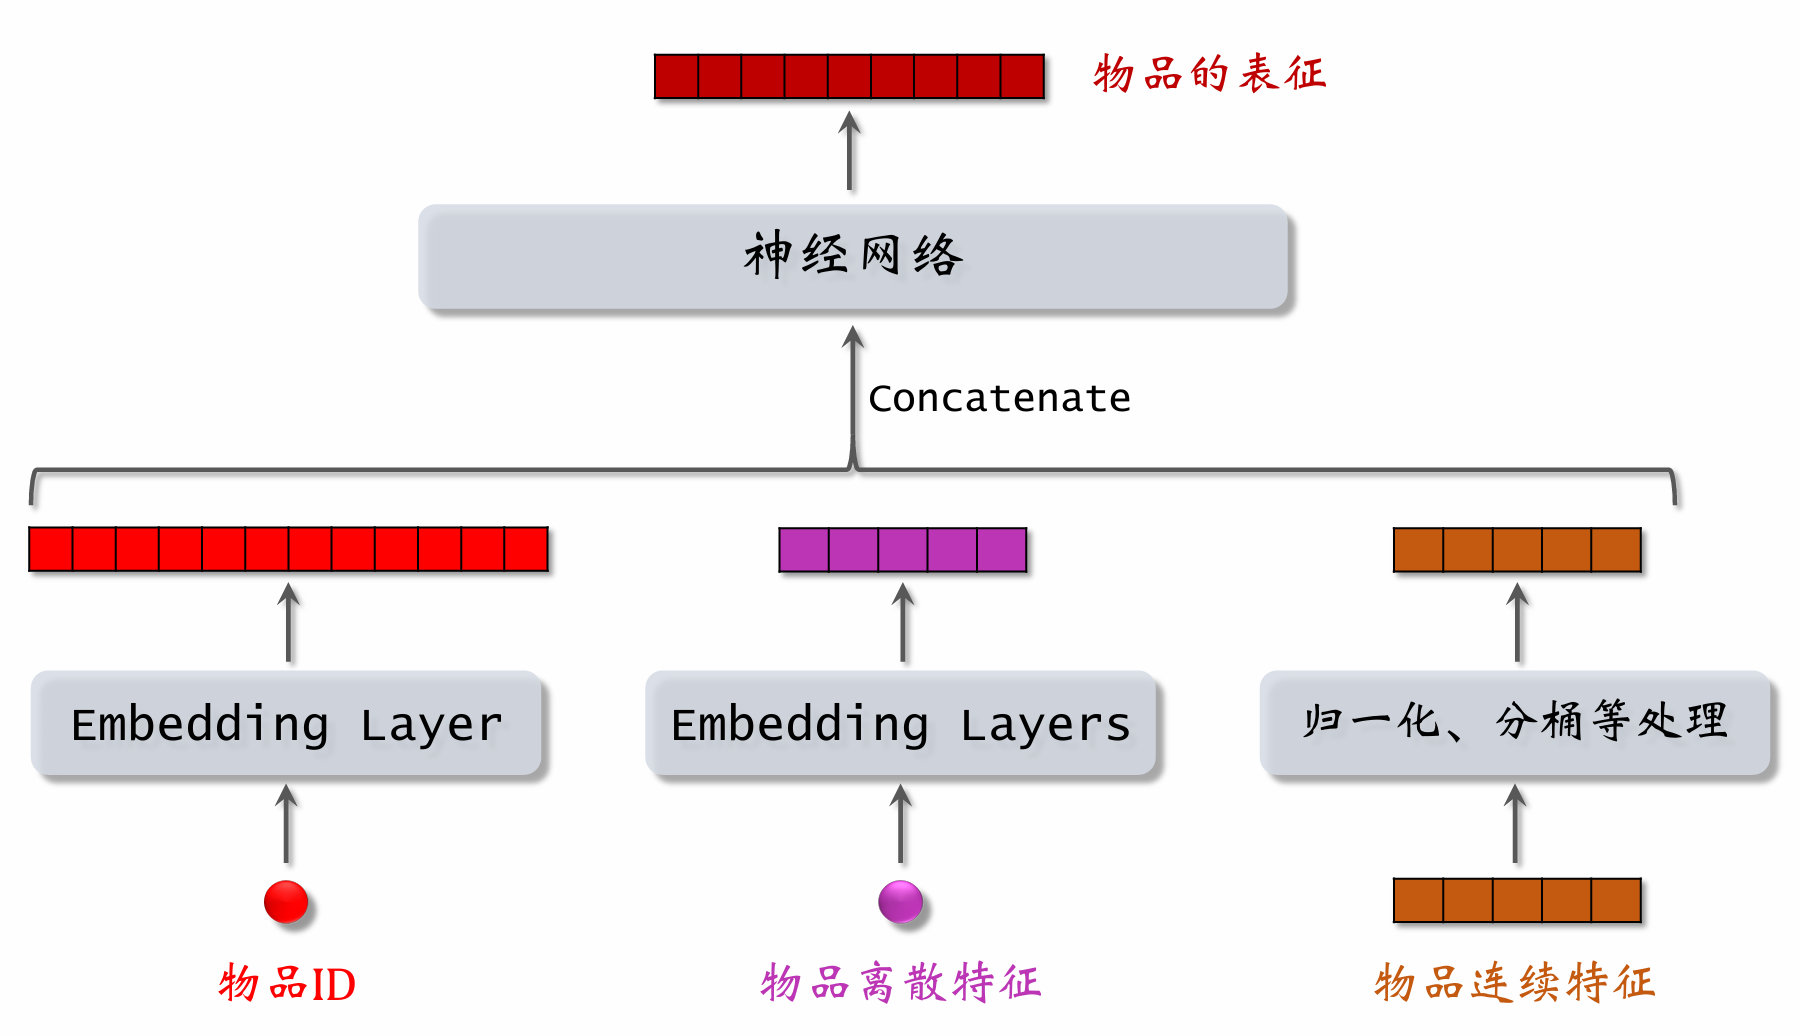 物品的表征
神经网络
Concatenate
Embedding Layer
Embedding Layers
归一化、分桶等处理
物品ID
物品离散特征
物品连续特征